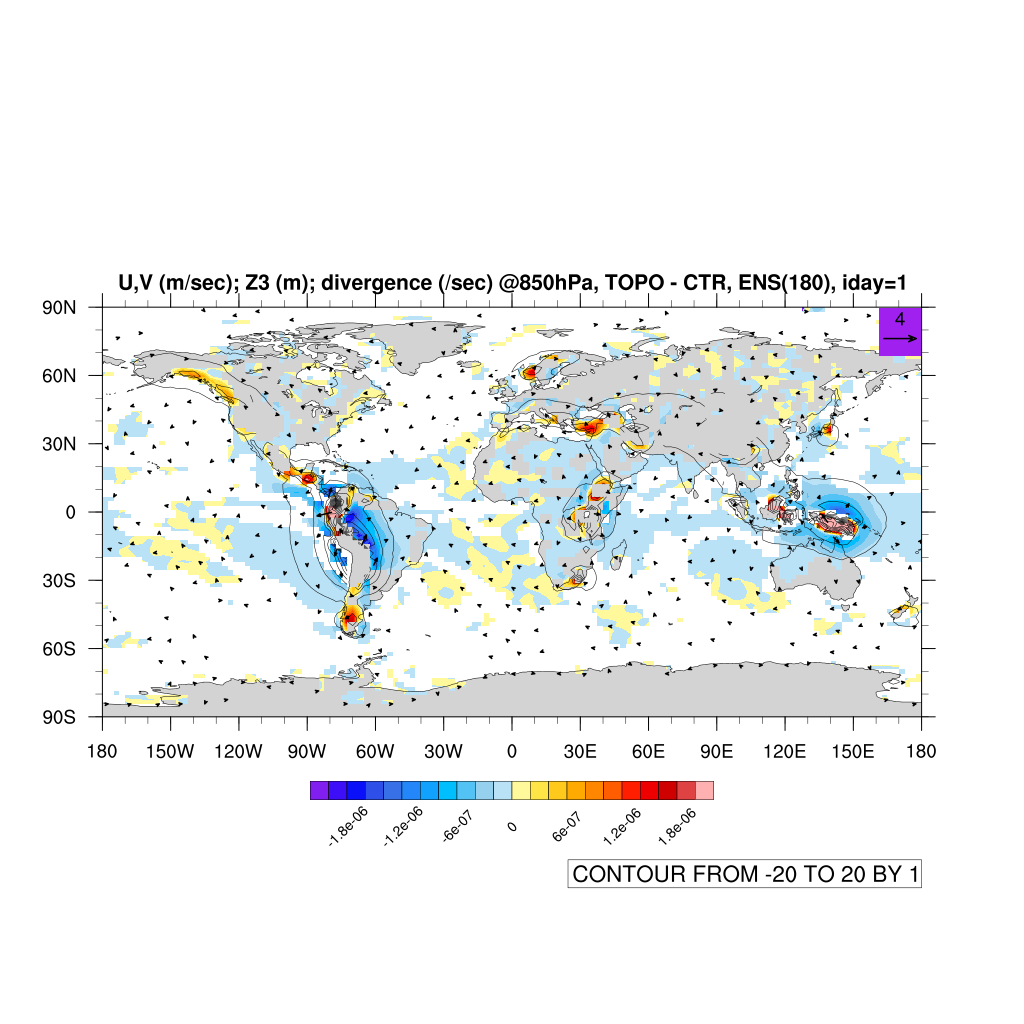 U,V (m/sec); Z3 (m); divergence (/sec) @850hPa, TOPO - CTR, ENS(180), iday=1
4
90N
60N
30N
0
30S
60S
90S
180 150W 120W 90W 60W 30W 0 30E 60E 90E 120E 150E 180
-1.8e-06 -1.2e-06 -6e-07 0 6e-07 1.2e-06 1.8e-06
CONTOUR FROM -20 TO 20 BY 1